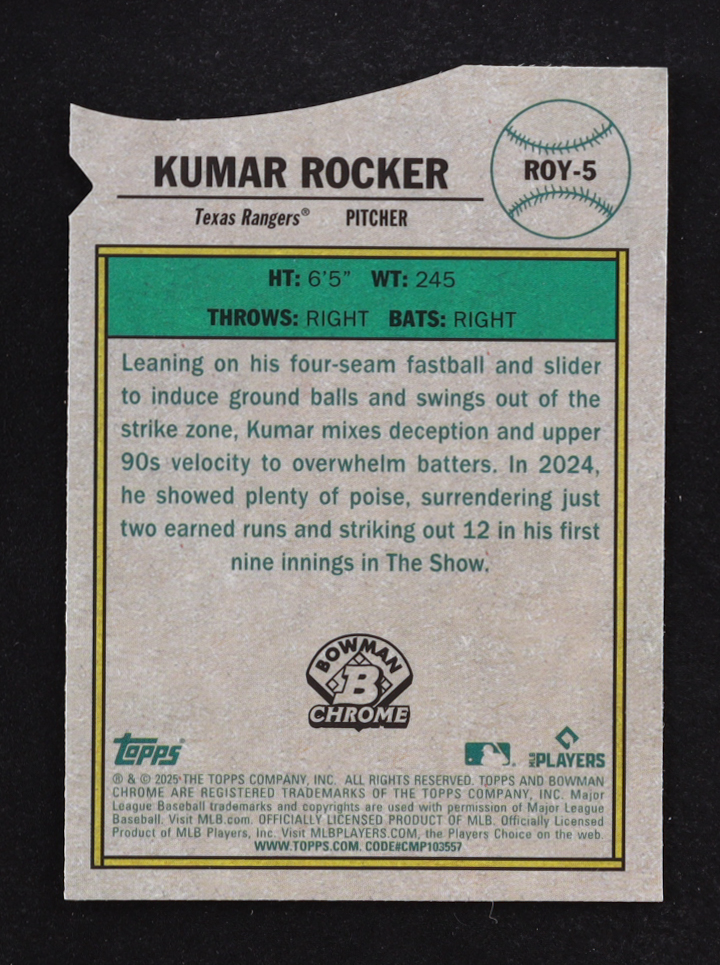 KUMAR ROCKER
ROY-5
Texas Rangers® PITCHER
HT: 6'5" WT: 245
THROWS: RIGHT BATS: RIGHT
Leaning on his four-seam fastball and slider
to induce ground balls and swings out of the
strike zone, Kumar mixes deception and upper
90s velocity to overwhelm batters. In 2024,
he showed plenty of poise, surrendering just
two earned runs and striking out 12 in his first
nine innings in The Show.
BOWMAN
B
CHROME
Topps
MLB PLAYERS
® & © 2025 THE TOPPS COMPANY, INC. ALL RIGHTS RESERVED. TOPPS AND BOWMAN
CHROME ARE REGISTERED TRADEMARKS OF THE TOPPS COMPANY, INC. Major
League Baseball trademarks and copyrights are used with permission of Major League
Baseball. Visit MLB.com. OFFICIALLY LICENSED PRODUCT OF MLB. Officially Licensed
Product of MLB Players, Inc. Visit MLBPLAYERS.COM, the Players Choice on the web.
WWW.TOPPS.COM. CODE#CMP103557